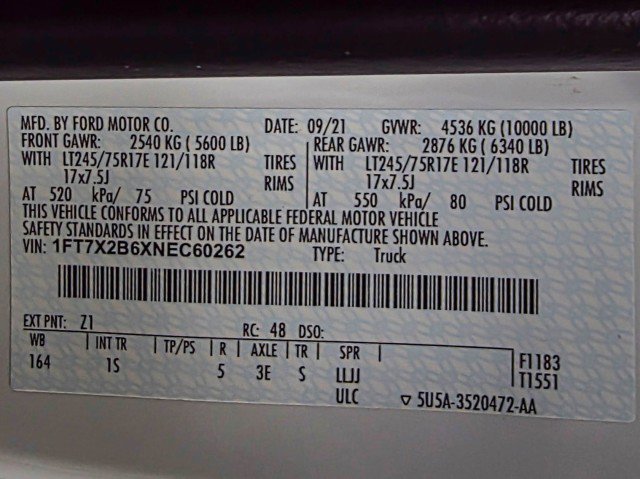 MFD. BY FORD MOTOR CO. DATE: 09/21 GVWR: 4536 KG (10000 LB)
FRONT GAWR: 2540 KG ( 5600 LB) REAR GAWR: 2876 KG ( 6340 LB)
WITH LT245/75R17E 121/118R TIRES WITH LT245/75R17E 121/118R TIRES
17x7.5J RIMS 17x7.5J RIMS
AT 520 kPa/ 75 PSI COLD AT 550 kPa/ 80 PSI COLD
THIS VEHICLE CONFORMS TO ALL APPLICABLE FEDERAL MOTOR VEHICLE
SAFETY STANDARDS IN EFFECT ON THE DATE OF MANUFACTURE SHOWN ABOVE.
VIN: 1FT7X2B6XNEC60262 TYPE: Truck
EXT PNT: Z1 RC: 48 DSO:
WB INT TR TP/PS R AXLE TR SPR F1183
164 1S 5 3E S LLJJ T1551
ULC ▽ 5U5A-3520472-AA